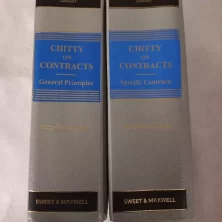 CHITTY
ON
CONTRACTS
General Principles
SWEET & MAXWELL
CHITTY
ON
CONTRACTS
Specific Contracts
SWEET & MAXWELL